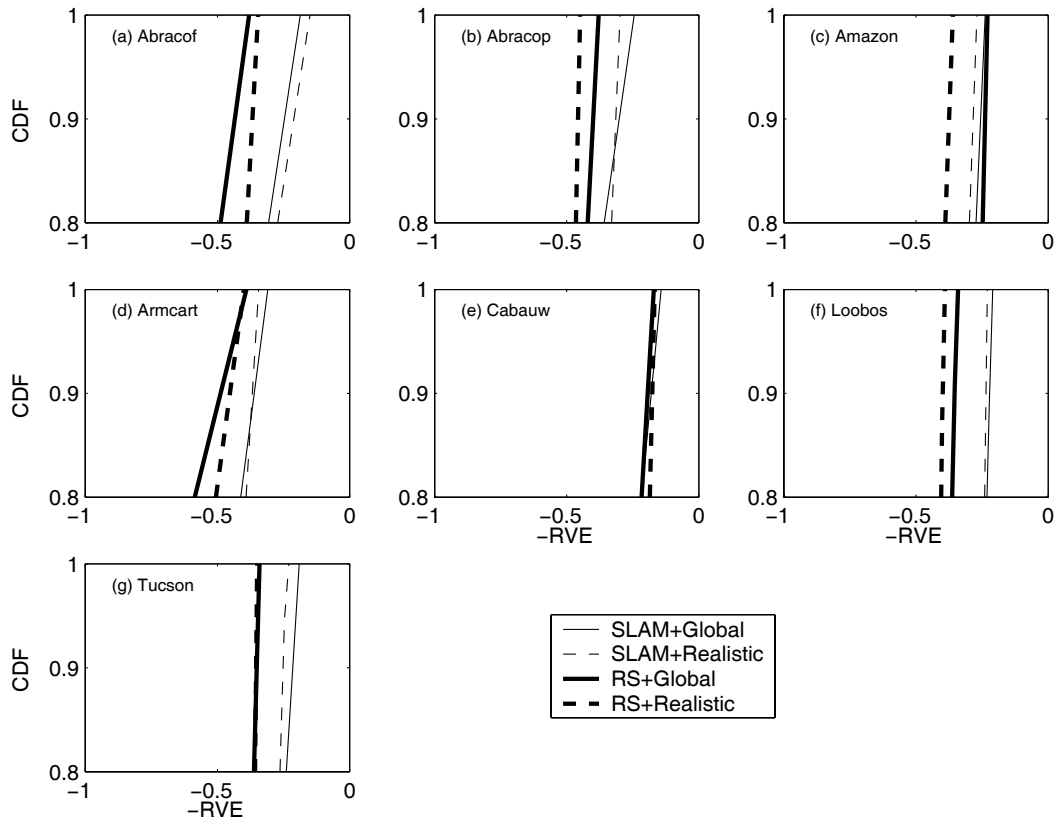 1
(a) Abracof
CDF
0.9
0.8
−1
−0.5
0
1
(b) Abracop
0.9
0.8
−1
−0.5
0
1
(c) Amazon
0.9
0.8
−1
−0.5
0
1
(d) Armcart
CDF
0.9
0.8
−1
−0.5
0
1
(e) Cabauw
0.9
0.8
−1
−0.5
0
−RVE
1
(f) Loobos
0.9
0.8
−1
−0.5
0
−RVE
1
(g) Tucson
CDF
0.9
0.8
−1
−0.5
0
−RVE
SLAM+Global
SLAM+Realistic
RS+Global
RS+Realistic